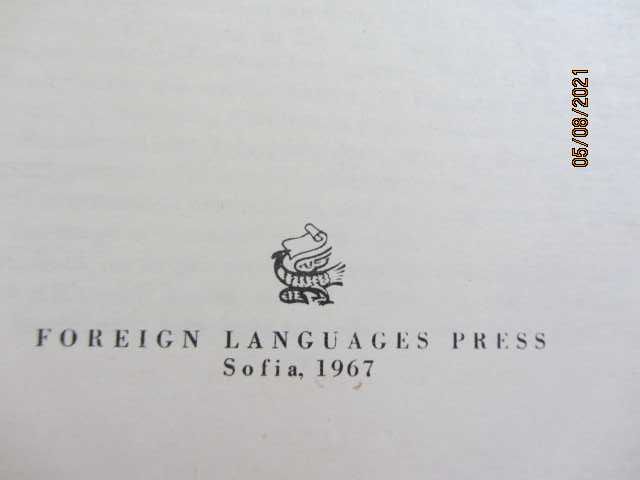 05/08/2021
FOREIGN LANGUAGES PRESS
Sofia, 1967